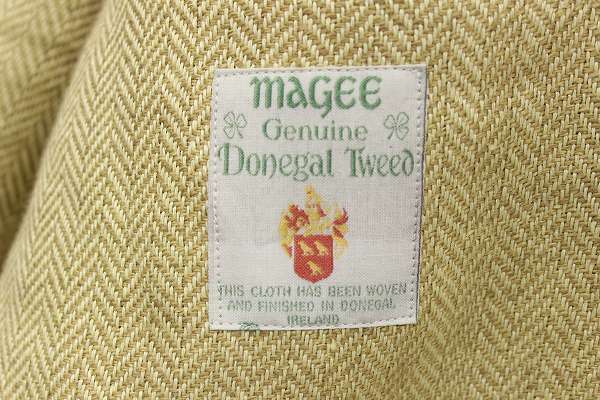 MAGEE
Genuine
Donegal Tweed
THIS CLOTH HAS BEEN WOVEN
AND FINISHED IN DONEGAL
IRELAND